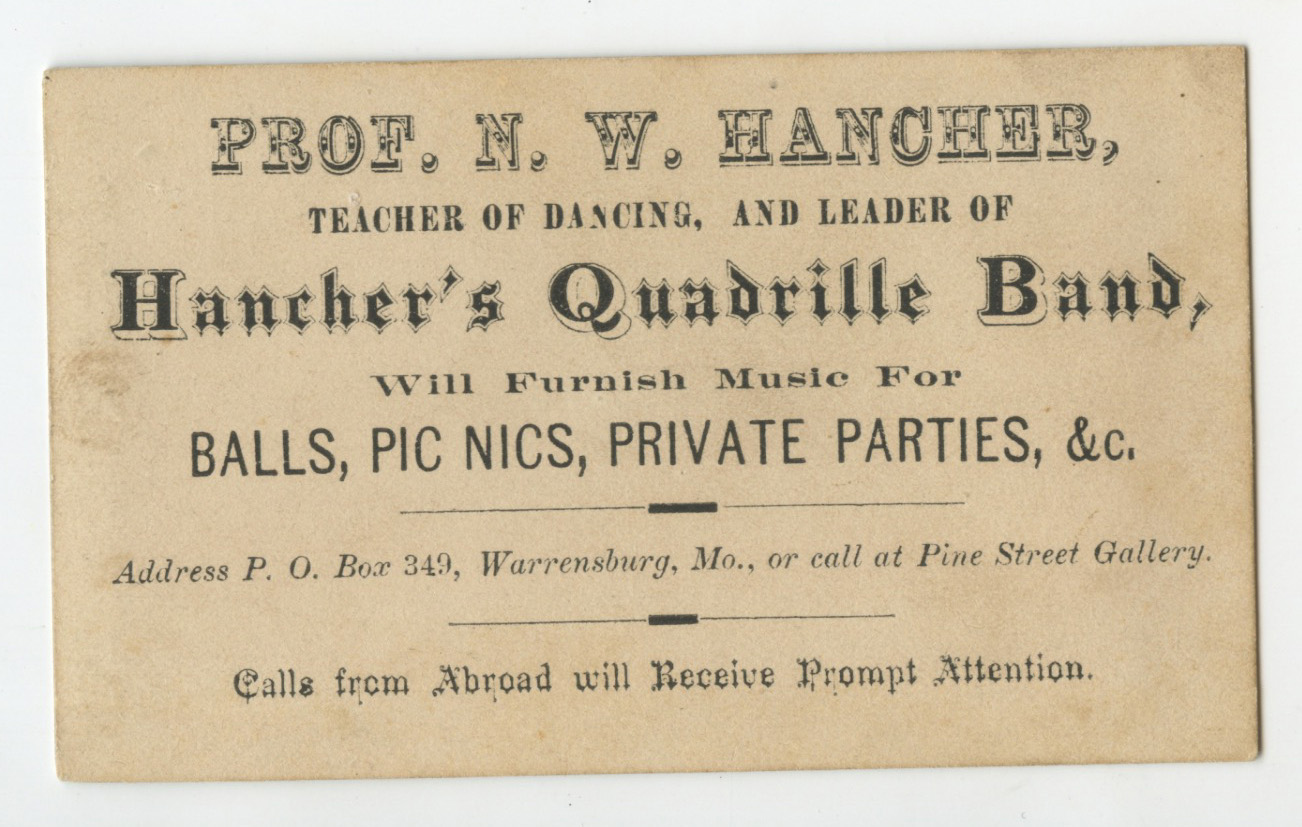 PROF. N. W. HANCHER,
TEACHER OF DANCING, AND LEADER OF
Hancher's Quadrille Band,
Will Furnish Music For
BALLS, PIC NICS, PRIVATE PARTIES, &c.
Address P. O. Box 349, Warrensburg, Mo., or call at Pine Street Gallery.
Calls from Abroad will Receive Prompt Attention.